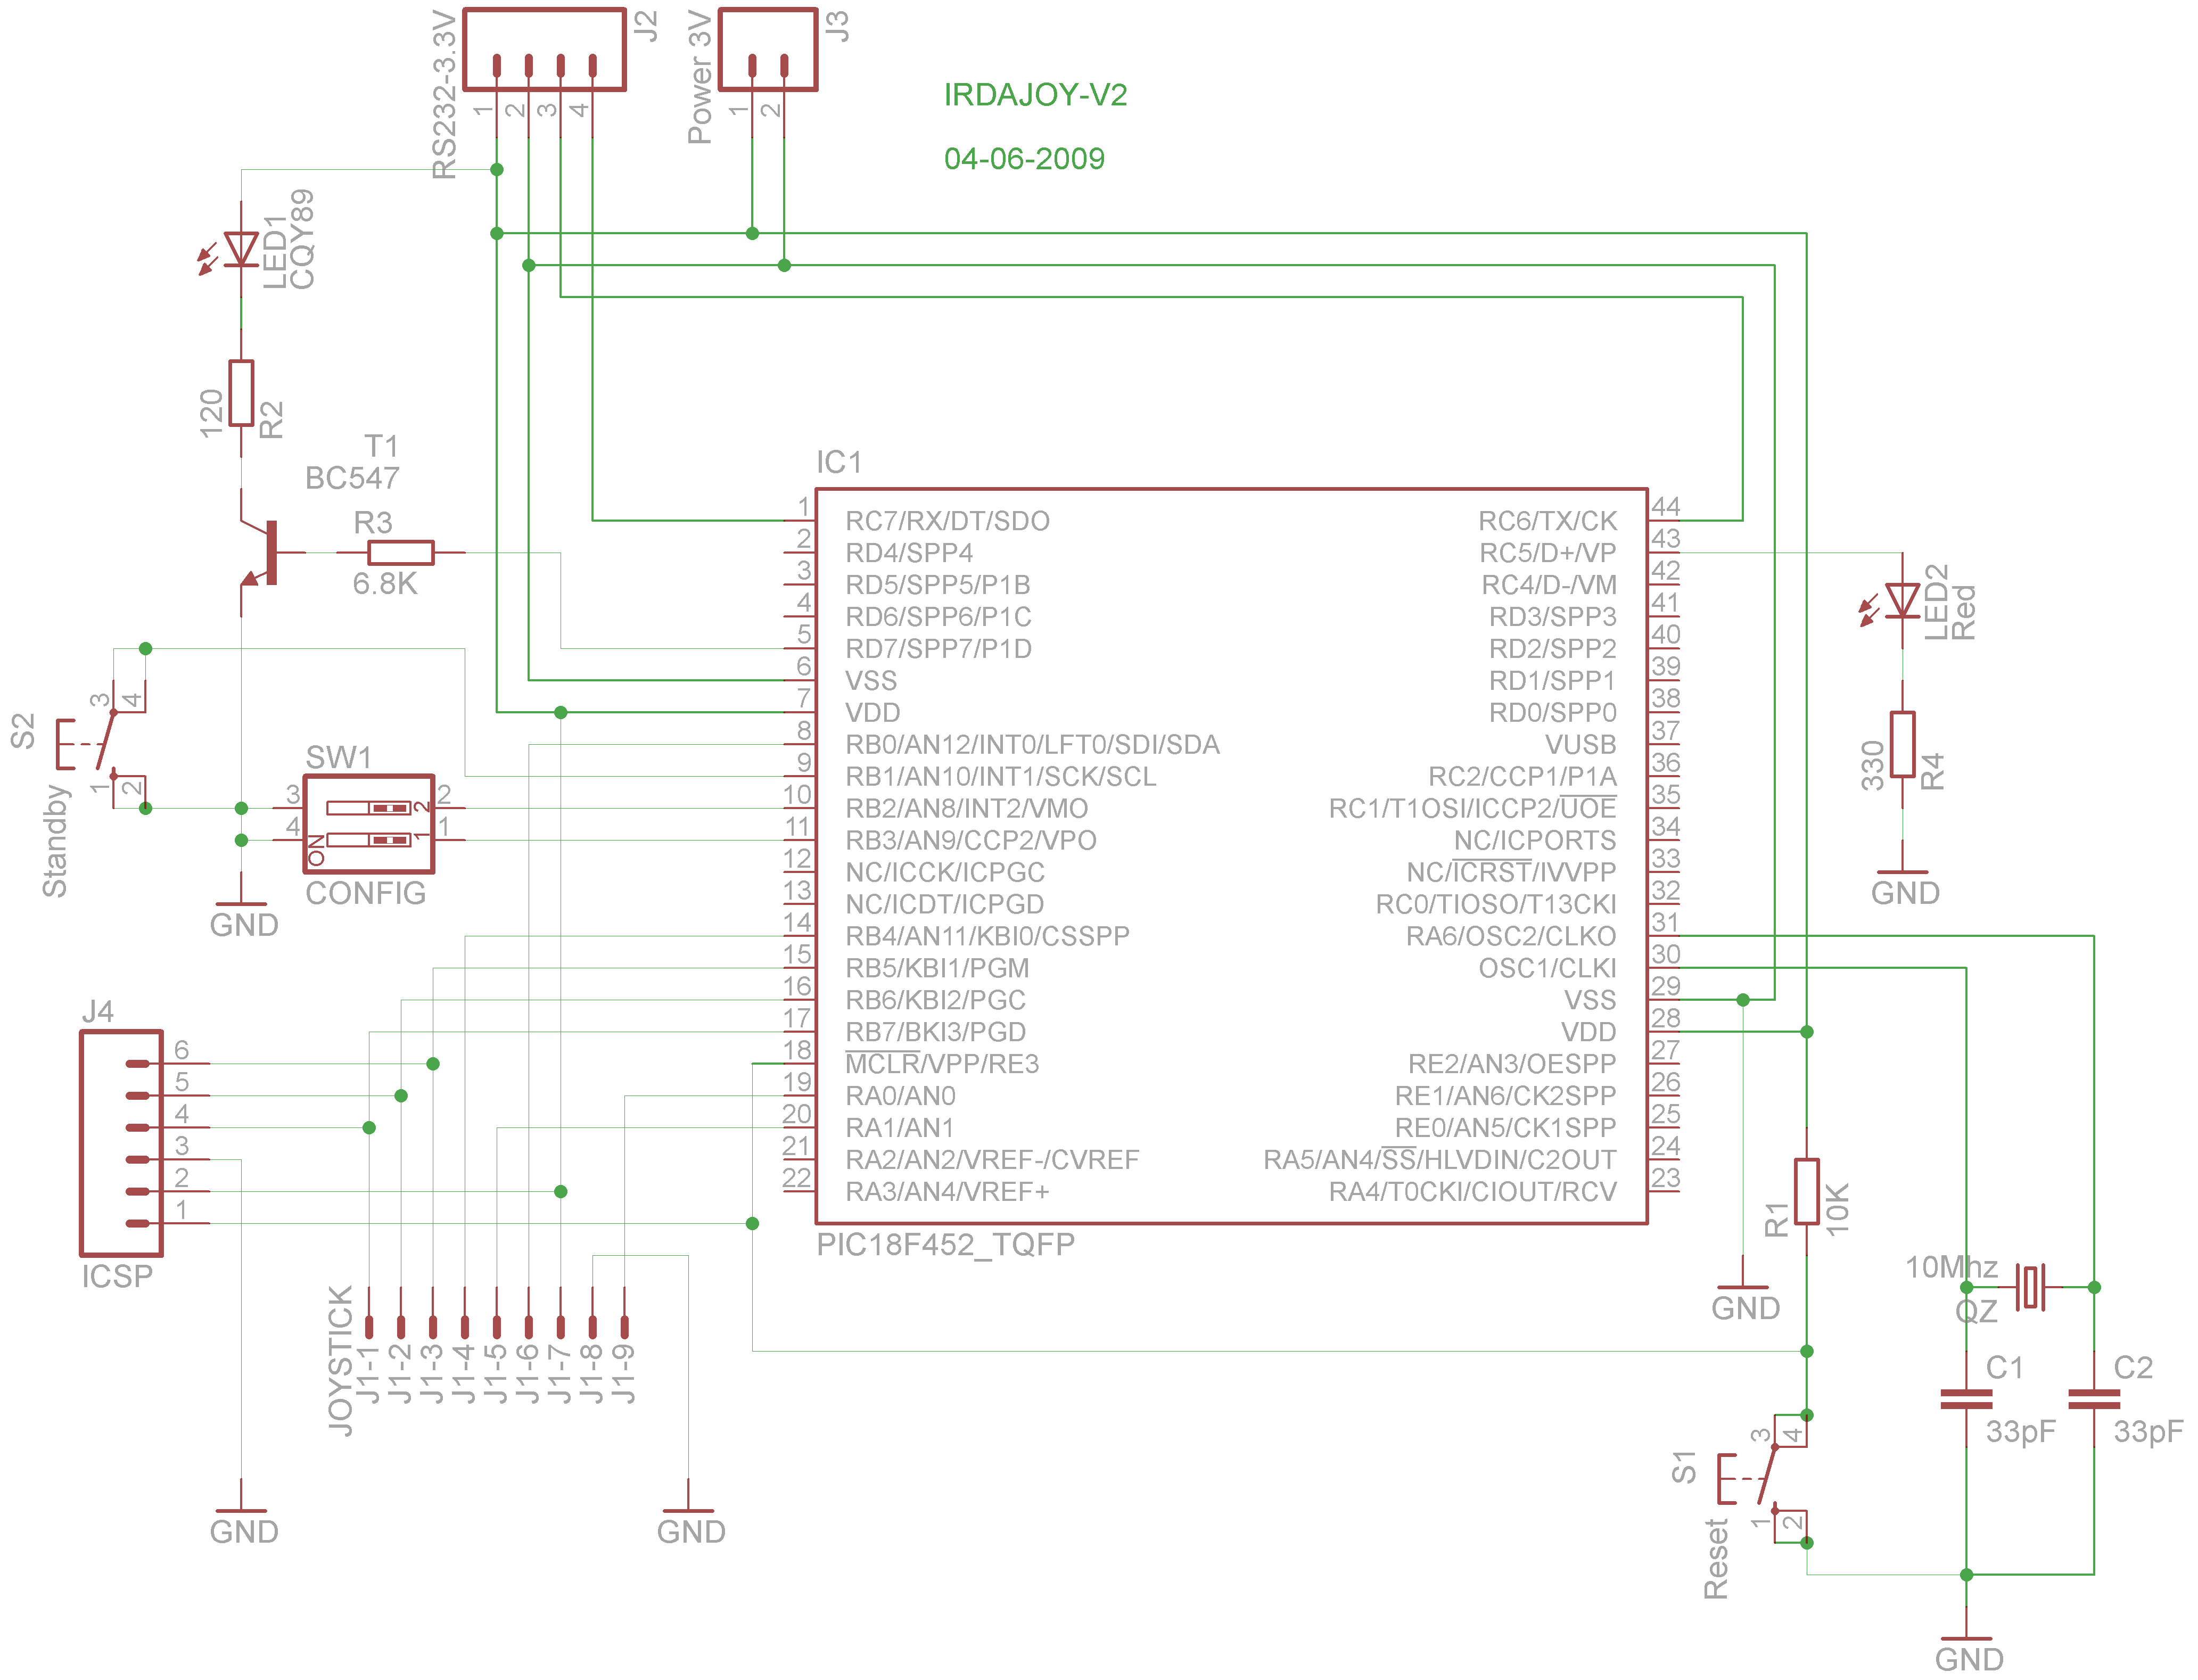 RS232-3.3V
J2
1
2
3
4
Power 3V
J3
1
2
IRDAJOY-V2
04-06-2009
LED1
CQY89
120
R2
T1
BC547
R3
6.8K
S2
3
4
1
2
Standby
SW1
3
4
2
1
ON
2
1
CONFIG
GND
IC1
1 RC7/RX/DT/SDO
2 RD4/SPP4
3 RD5/SPP5/P1B
4 RD6/SPP6/P1C
5 RD7/SPP7/P1D
6 VSS
7 VDD
8 RB0/AN12/INT0/LFT0/SDI/SDA
9 RB1/AN10/INT1/SCK/SCL
10 RB2/AN8/INT2/VMO
11 RB3/AN9/CCP2/VPO
12 NC/ICCK/ICPGC
13 NC/ICDT/ICPGD
14 RB4/AN11/KBI0/CSSPP
15 RB5/KBI1/PGM
16 RB6/KBI2/PGC
17 RB7/BKI3/PGD
18 MCLR/VPP/RE3
19 RA0/AN0
20 RA1/AN1
21 RA2/AN2/VREF-/CVREF
22 RA3/AN4/VREF+
RC6/TX/CK 44
RC5/D+/VP 43
RC4/D-/VM 42
RD3/SPP3 41
RD2/SPP2 40
RD1/SPP1 39
RD0/SPP0 38
VUSB 37
RC2/CCP1/P1A 36
RC1/T1OSI/ICCP2/UOE 35
NC/ICPORTS 34
NC/ICRST/IVVPP 33
RC0/TIOSO/T13CKI 32
RA6/OSC2/CLKO 31
OSC1/CLKI 30
VSS 29
VDD 28
RE2/AN3/OESPP 27
RE1/AN6/CK2SPP 26
RE0/AN5/CK1SPP 25
RA5/AN4/SS/HLVDIN/C2OUT 24
RA4/T0CKI/CIOUT/RCV 23
PIC18F452_TQFP
LED2
Red
330
R4
GND
J4
6
5
4
3
2
1
ICSP
JOYSTICK
J1-1
J1-2
J1-3
J1-4
J1-5
J1-6
J1-7
J1-8
J1-9
GND
GND
GND
R1
10K
10Mhz
QZ
C1
33pF
C2
33pF
S1
3
4
1
2
Reset
GND